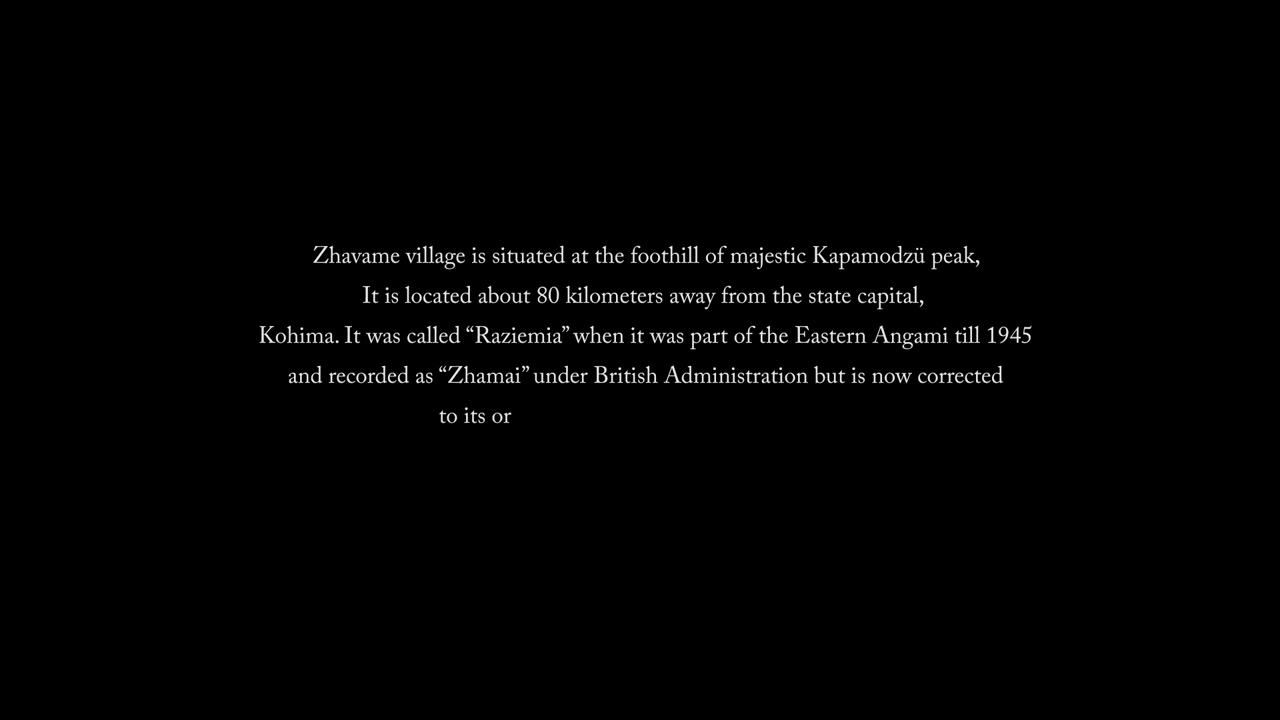 Zhavame village is situated at the foothill of majestic Kapamodzü peak,
It is located about 80 kilometers away from the state capital,
Kohima. It was called “Raziemia” when it was part of the Eastern Angami till 1945
and recorded as “Zhamai” under British Administration but is now corrected
to its or